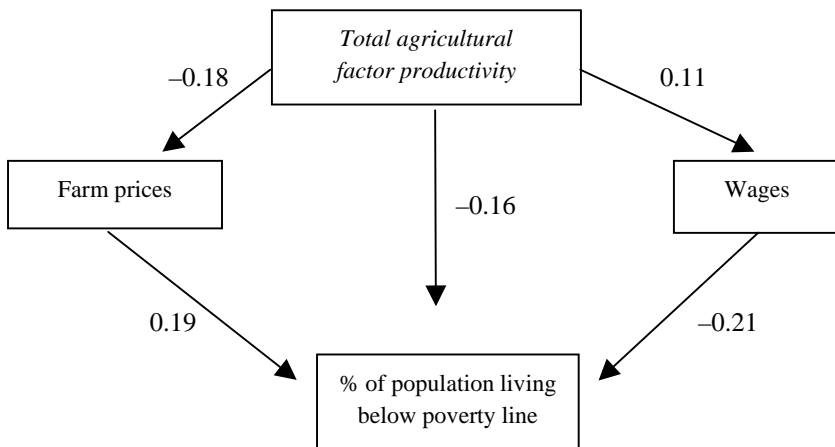 Total agricultural
factor productivity
–0.18
0.11
Farm prices
Wages
–0.16
0.19
–0.21
% of population living
below poverty line